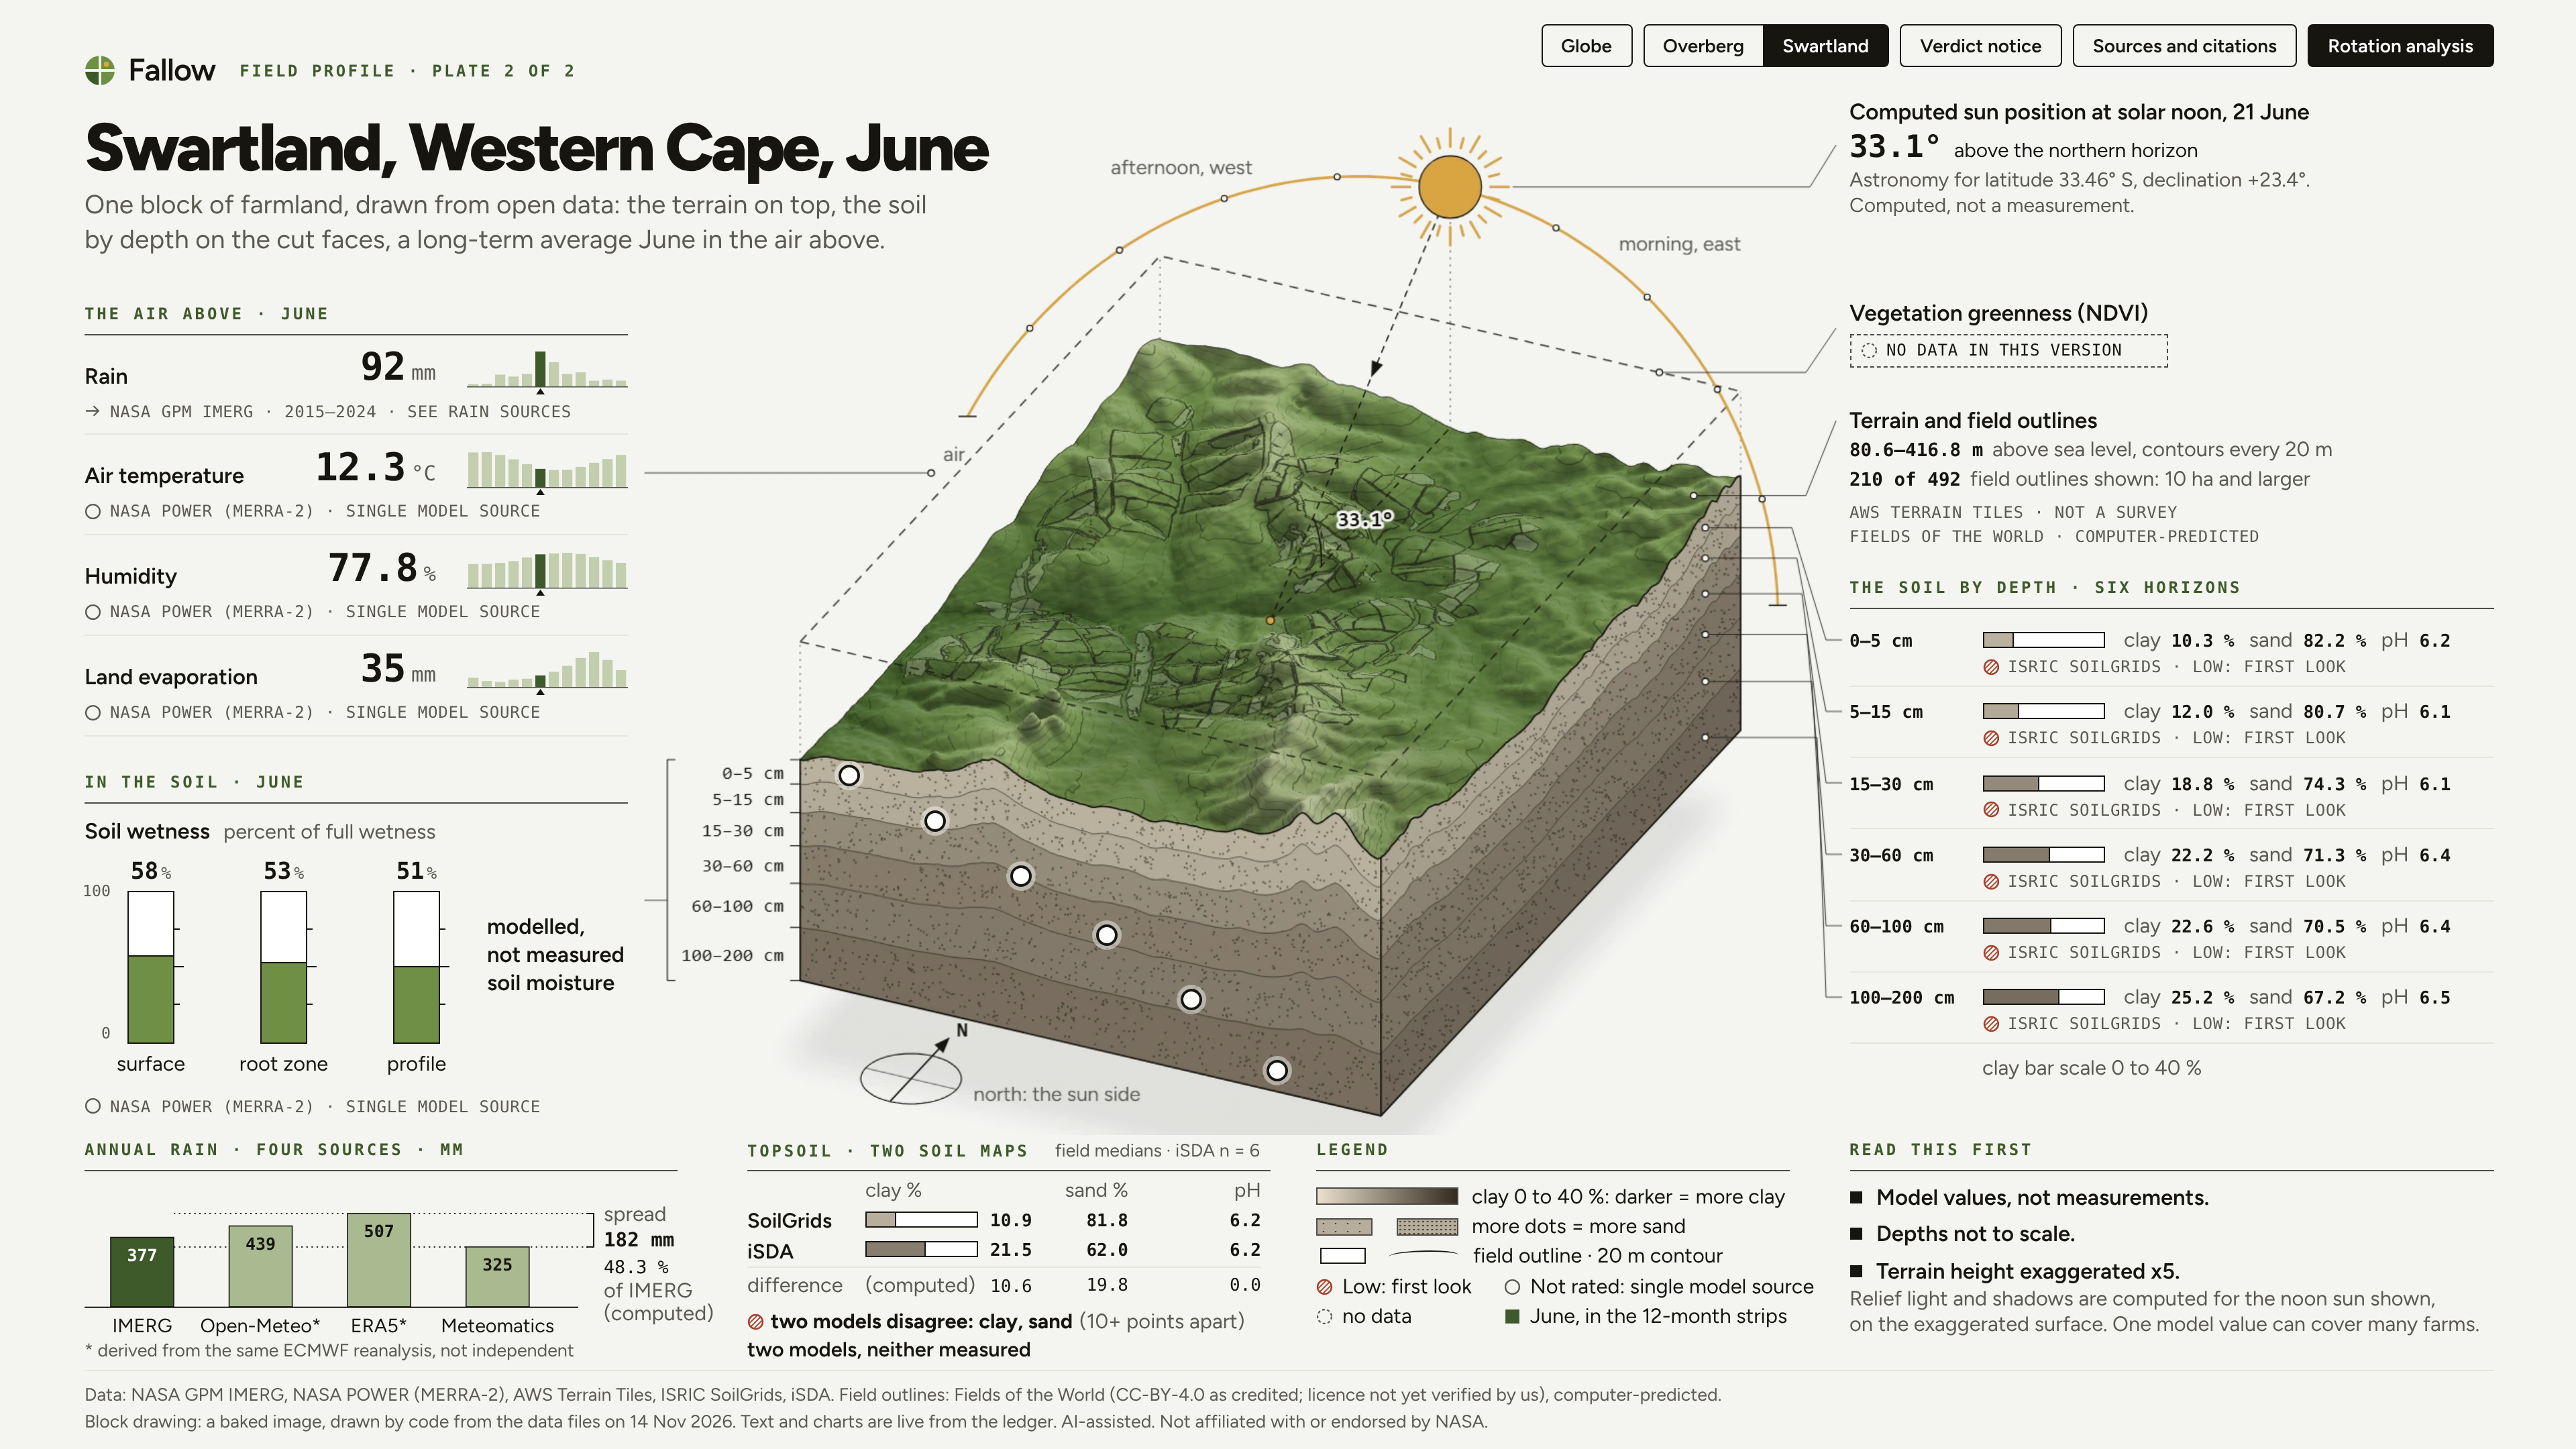 Globe
Overberg
Swartland
Verdict notice
Sources and citations
Rotation analysis
Fallow
FIELD PROFILE · PLATE 2 OF 2
Swartland, Western Cape, June
One block of farmland, drawn from open data: the terrain on top, the soil
by depth on the cut faces, a long-term average June in the air above.
THE AIR ABOVE · JUNE
Rain 92 mm
→ NASA GPM IMERG · 2015–2024 · SEE RAIN SOURCES
Air temperature 12.3 °C
NASA POWER (MERRA-2) · SINGLE MODEL SOURCE
Humidity 77.8 %
NASA POWER (MERRA-2) · SINGLE MODEL SOURCE
Land evaporation 35 mm
NASA POWER (MERRA-2) · SINGLE MODEL SOURCE
IN THE SOIL · JUNE
Soil wetness percent of full wetness
58 % 53 % 51 %
100
0
surface root zone profile
modelled,
not measured
soil moisture
NASA POWER (MERRA-2) · SINGLE MODEL SOURCE
afternoon, west
morning, east
air
33.1°
0–5 cm
5–15 cm
15–30 cm
30–60 cm
60–100 cm
100–200 cm
N
north: the sun side
Computed sun position at solar noon, 21 June
33.1° above the northern horizon
Astronomy for latitude 33.46° S, declination +23.4°.
Computed, not a measurement.
Vegetation greenness (NDVI)
NO DATA IN THIS VERSION
Terrain and field outlines
80.6–416.8 m above sea level, contours every 20 m
210 of 492 field outlines shown: 10 ha and larger
AWS TERRAIN TILES · NOT A SURVEY
FIELDS OF THE WORLD · COMPUTER-PREDICTED
THE SOIL BY DEPTH · SIX HORIZONS
0–5 cm clay 10.3 % sand 82.2 % pH 6.2
ISRIC SOILGRIDS · LOW: FIRST LOOK
5–15 cm clay 12.0 % sand 80.7 % pH 6.1
ISRIC SOILGRIDS · LOW: FIRST LOOK
15–30 cm clay 18.8 % sand 74.3 % pH 6.1
ISRIC SOILGRIDS · LOW: FIRST LOOK
30–60 cm clay 22.2 % sand 71.3 % pH 6.4
ISRIC SOILGRIDS · LOW: FIRST LOOK
60–100 cm clay 22.6 % sand 70.5 % pH 6.4
ISRIC SOILGRIDS · LOW: FIRST LOOK
100–200 cm clay 25.2 % sand 67.2 % pH 6.5
ISRIC SOILGRIDS · LOW: FIRST LOOK
clay bar scale 0 to 40 %
ANNUAL RAIN · FOUR SOURCES · MM
377 439 507 325
IMERG Open-Meteo* ERA5* Meteomatics
spread
182 mm
48.3 %
of IMERG
(computed)
* derived from the same ECMWF reanalysis, not independent
TOPSOIL · TWO SOIL MAPS field medians · iSDA n = 6
clay % sand % pH
SoilGrids 10.9 81.8 6.2
iSDA 21.5 62.0 6.2
difference (computed) 10.6 19.8 0.0
two models disagree: clay, sand (10+ points apart)
two models, neither measured
LEGEND
clay 0 to 40 %: darker = more clay
more dots = more sand
field outline · 20 m contour
Low: first look Not rated: single model source
no data June, in the 12-month strips
READ THIS FIRST
Model values, not measurements.
Depths not to scale.
Terrain height exaggerated x5.
Relief light and shadows are computed for the noon sun shown,
on the exaggerated surface. One model value can cover many farms.
Data: NASA GPM IMERG, NASA POWER (MERRA-2), AWS Terrain Tiles, ISRIC SoilGrids, iSDA. Field outlines: Fields of the World (CC-BY-4.0 as credited; licence not yet verified by us), computer-predicted.
Block drawing: a baked image, drawn by code from the data files on 14 Nov 2026. Text and charts are live from the ledger. AI-assisted. Not affiliated with or endorsed by NASA.